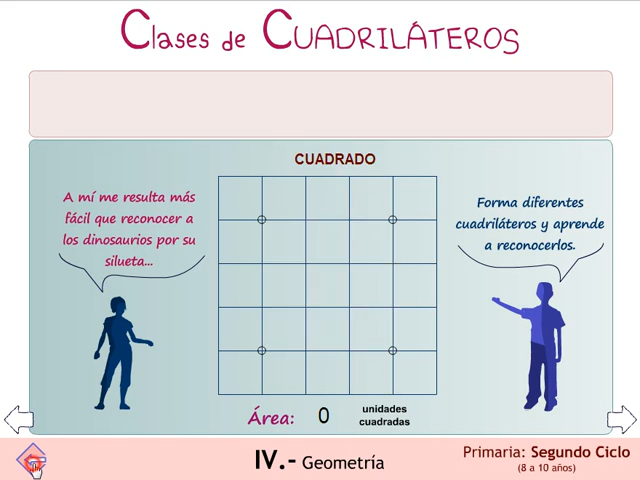 Clases de CUADRILÁTEROS
CUADRADO
A mí me resulta más
fácil que reconocer a
los dinosaurios por su
silueta...
Forma diferentes
cuadriláteros y aprende
a reconocerlos.
Área: 0 unidades
cuadradas
IV.- Geometría
Primaria: Segundo Ciclo
(8 a 10 años)